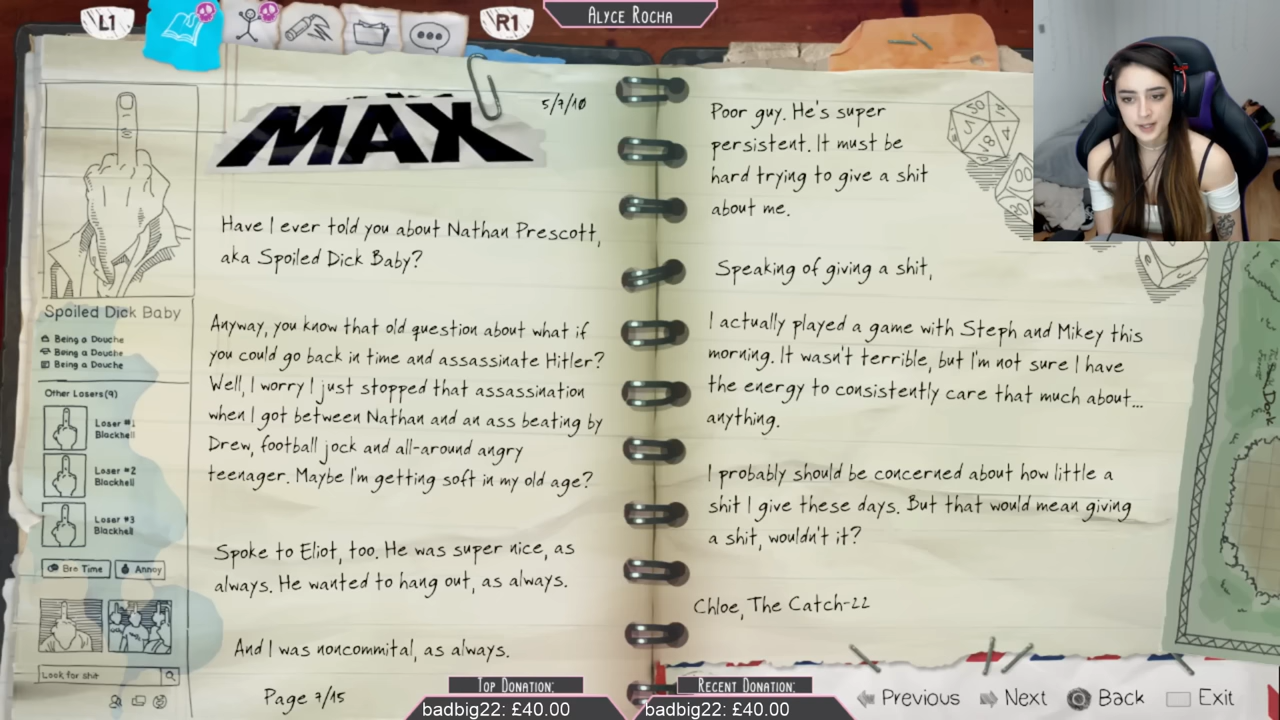 L1
R1
Alyce Rocha
MAX
5/7/10
Have I ever told you about Nathan Prescott,
aka Spoiled Dick Baby?
Anyway, you know that old question about what if
you could go back in time and assassinate Hitler?
Well, I worry I just stopped that assassination
when I got between Nathan and an ass beating by
Drew, football jock and all-around angry
teenager. Maybe I'm getting soft in my old age?
Spoke to Eliot, too. He was super nice, as
always. He wanted to hang out, as always.
And I was noncommital, as always.
Page 7/15
Spoiled Dick Baby
Being a Douche
Being a Douche
Being a Douche
Other Losers(9)
Loser #1
Blackhell
Loser #2
Blackhell
Loser #3
Blackhell
Bro Time
Annoy
Look for shit
Poor guy. He's super
persistent. It must be
hard trying to give a shit
about me.
Speaking of giving a shit,
I actually played a game with Steph and Mikey this
morning. It wasn't terrible, but I'm not sure I have
the energy to consistently care that much about...
anything.
I probably should be concerned about how little a
shit I give these days. But that would mean giving
a shit, wouldn't it?
Chloe, The Catch-22
Top Donation:
badbig22: £40.00
Recent Donation:
badbig22: £40.00
Previous
Next
Back
Exit